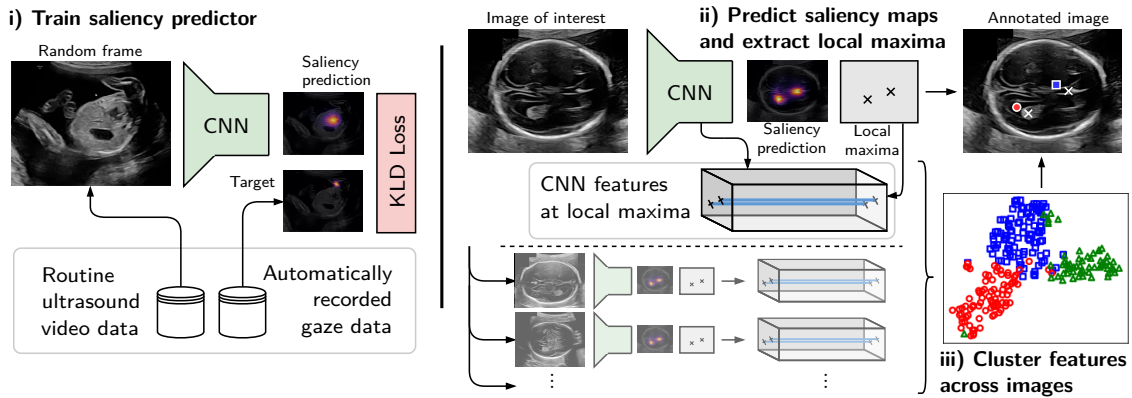 i) Train saliency predictor
Random frame
CNN
Saliency
prediction
Target
KLD Loss
Routine
ultrasound
video data
Automatically
recorded
gaze data
Image of interest
ii) Predict saliency maps
and extract local maxima
Annotated image
CNN
Saliency
prediction
Local
maxima
CNN features
at local maxima
iii) Cluster features
across images